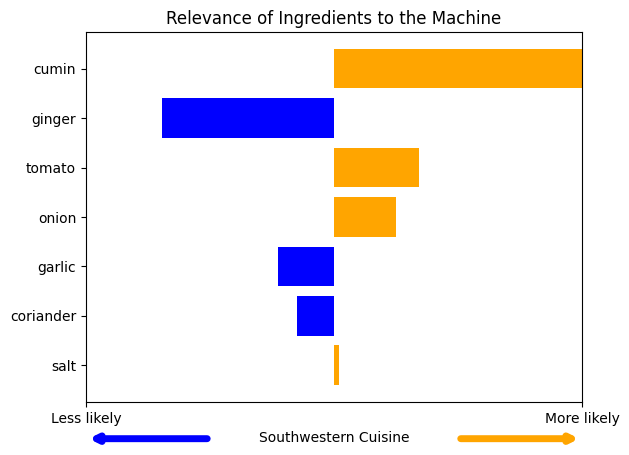 Relevance of Ingredients to the Machine
cumin
ginger
tomato
onion
garlic
coriander
salt
Less likely More likely
Southwestern Cuisine